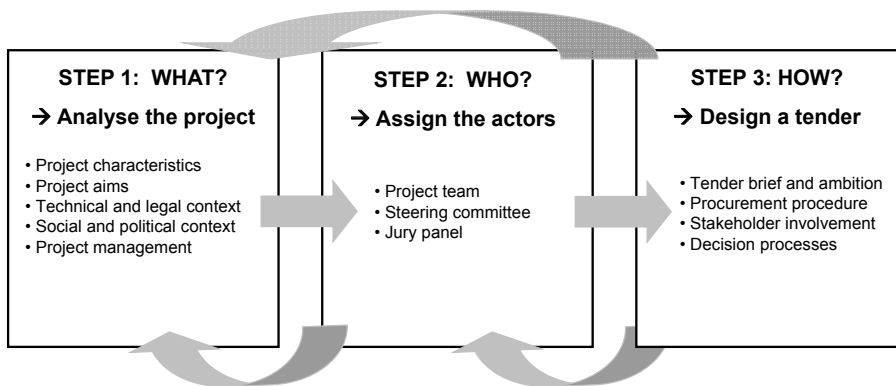 STEP 1:  WHAT?
→ Analyse the project
• Project characteristics
• Project aims
• Technical and legal context
• Social and political context
• Project management
STEP 2:  WHO?
→ Assign the actors
• Project team
• Steering committee
• Jury panel
STEP 3: HOW?
→ Design a tender
• Tender brief and ambition
• Procurement procedure
• Stakeholder involvement
• Decision processes